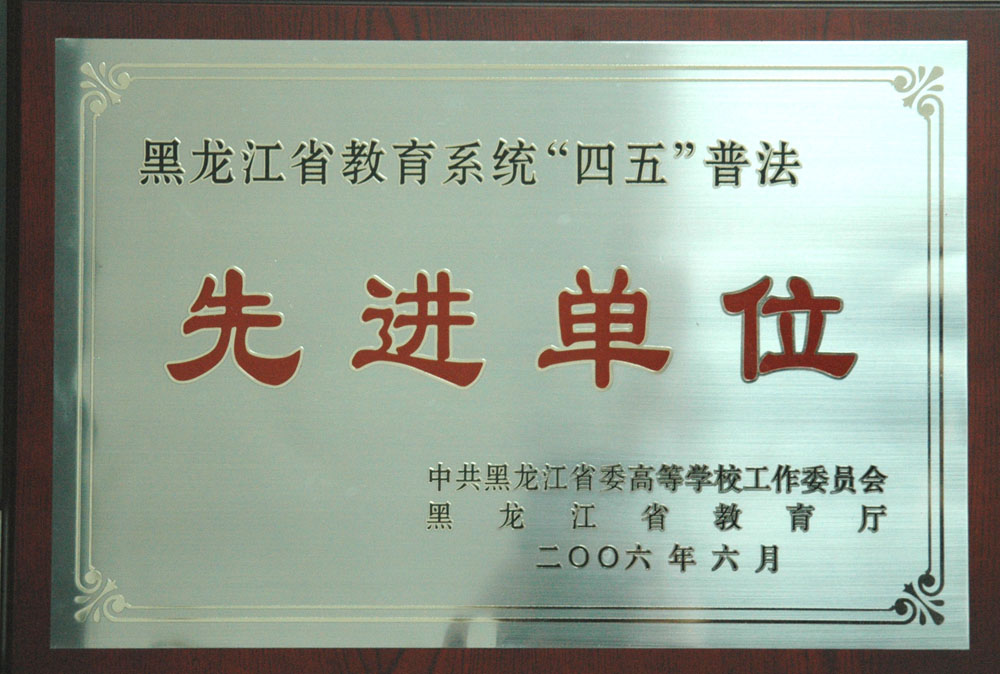 黑龙江省教育系统“四五”普法
先进单位
中共黑龙江省委高等学校工作委员会
黑龙江省教育厅
二〇〇六年六月